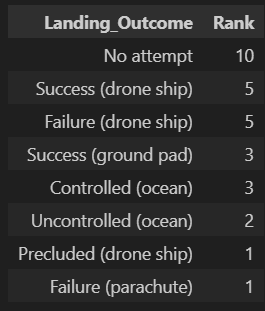 Landing_Outcome Rank
No attempt 10
Success (drone ship) 5
Failure (drone ship) 5
Success (ground pad) 3
Controlled (ocean) 3
Uncontrolled (ocean) 2
Precluded (drone ship) 1
Failure (parachute) 1